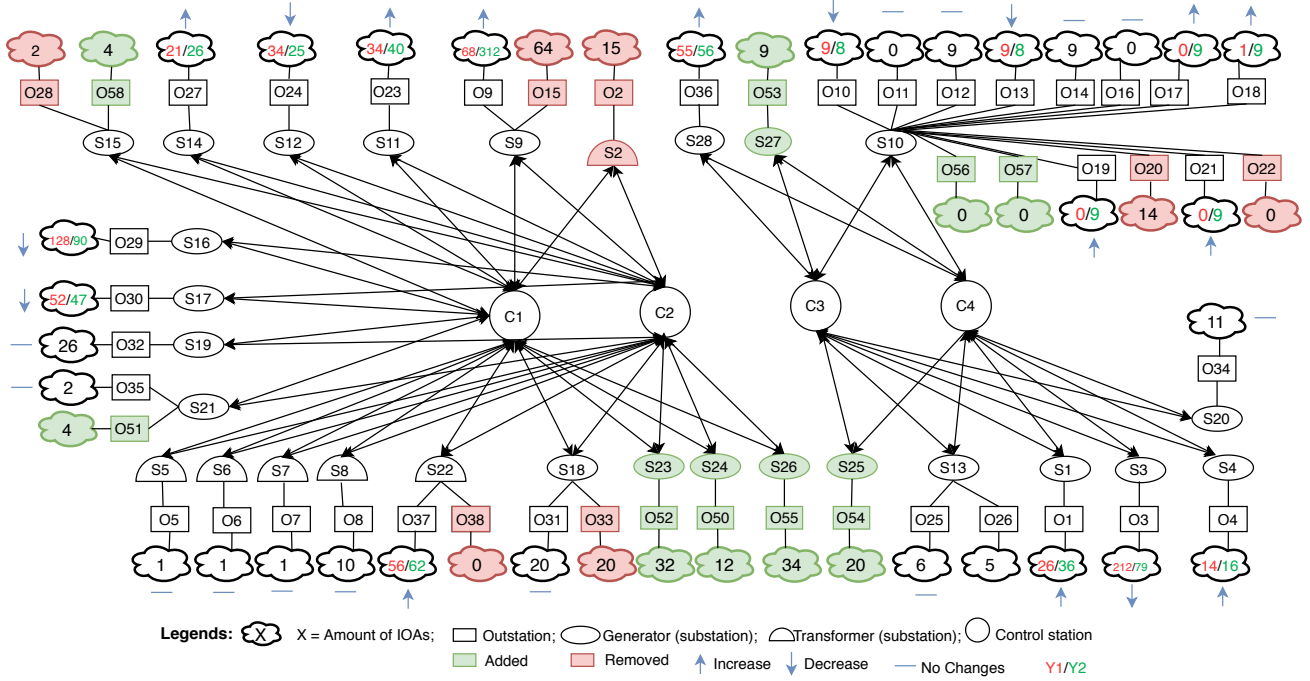 2 4 21/26 34/25 34/40 68/312 64 15 55/56 9 9/8 0 9 9/8 9 0 0/9 1/9
O28 O58 O27 O24 O23 O9 O15 O2 O36 O53 O10 O11 O12 O13 O14 O16 O17 O18
S15 S14 S12 S11 S9 S2 S28 S27 S10
O56 O57 O19 O20 O21 O22
0 0 0/9 14 0/9 0
128/90 O29 S16
52/47 O30 S17
C1 C2 C3 C4
11
26 O32 S19
O34
2 O35
S21
S20
4 O51
S5 S6 S7 S8 S22 S18 S23 S24 S26 S25 S13 S1 S3 S4
O5 O6 O7 O8 O37 O38 O31 O33 O52 O50 O55 O54 O25 O26 O1 O3 O4
1 1 1 10 56/62 0 20 20 32 12 34 20 6 5 26/36 212/79 14/16
Legends: X X = Amount of IOAs; Outstation; Generator (substation); Transformer (substation); Control station
Added Removed Increase Decrease No Changes Y1/Y2